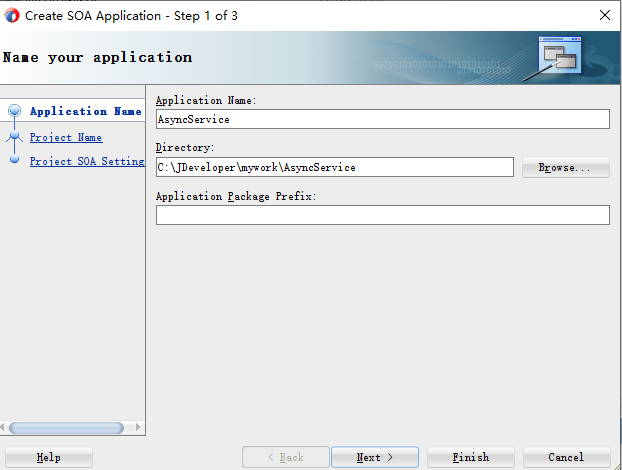 Create SOA Application - Step 1 of 3
Name your application
Application Name
Project Name
Project SOA Setting
Application Name:
AsyncService
Directory:
C:\JDeveloper\mywork\AsyncService
Browse...
Application Package Prefix:
Help
< Back
Next >
Finish
Cancel